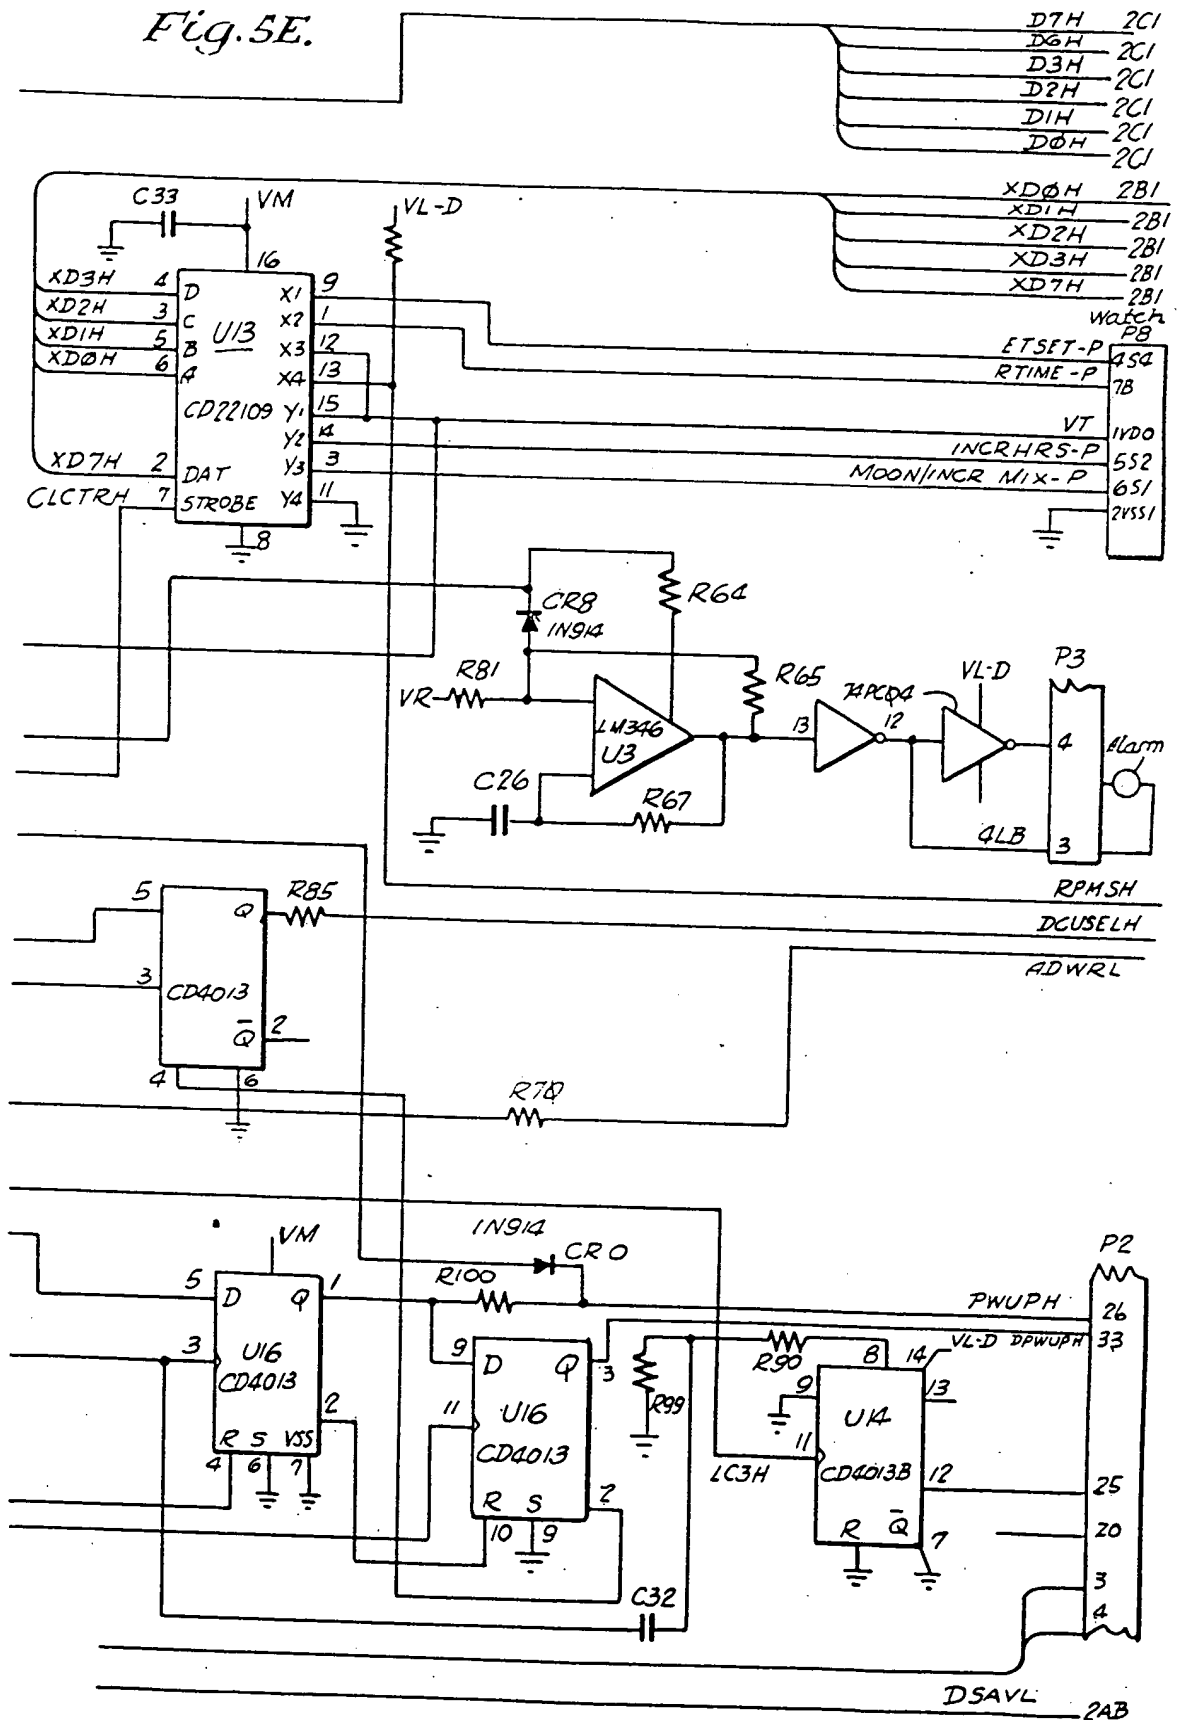 Fig. 5E.
D7H 2C1
D6H 2C1
D3H 2C1
D2H 2C1
D1H 2C1
DØH 2C1
XDØH 2B1
XD1H 2B1
XD2H 2B1
XD3H 2B1
XD7H 2B1
C33
VM
VL-D
16
XD3H 4 D
XD2H 3 C
XD1H 5 B
XDØH 6 A
U13
CD22109
X1 9
X2 1
X3 12
X4 13
Y1 15
Y2 14
Y3 3
Y4 11
XD7H 2 DAT
CLCTRH 7 STROBE
8
Watch
P8
ETSET-P 4S4
RTIME-P 7B
VT 1VD0
INCRHRS-P 5S2
MOON/INCR MIX-P 6S1
2VSS1
CR8
1N914
R64
R81
VR
LM346
U3
R65
C26
R67
74PC04
VL-D
13
12
P3
4
Alarm
4LB
3
RPMSH
DCUSELH
ADWRL
5
Q
R85
3
CD4013
Q̅ 2
4
6
R7Ø
1N914
CR0
VM
5 D Q 1
R100
3
U16
CD4013
2
R S VSS
4 6 7
9 D Q 3
11
U16
CD4013
R S 2
10 9
R99
R90
8
14
VL-D
9
13
U14
11
LC3H
CD4013B
12
R Q̅ 7
C32
P2
PWUPH 26
DPWUPH 33
25
20
3
4
DSAVL 2AB